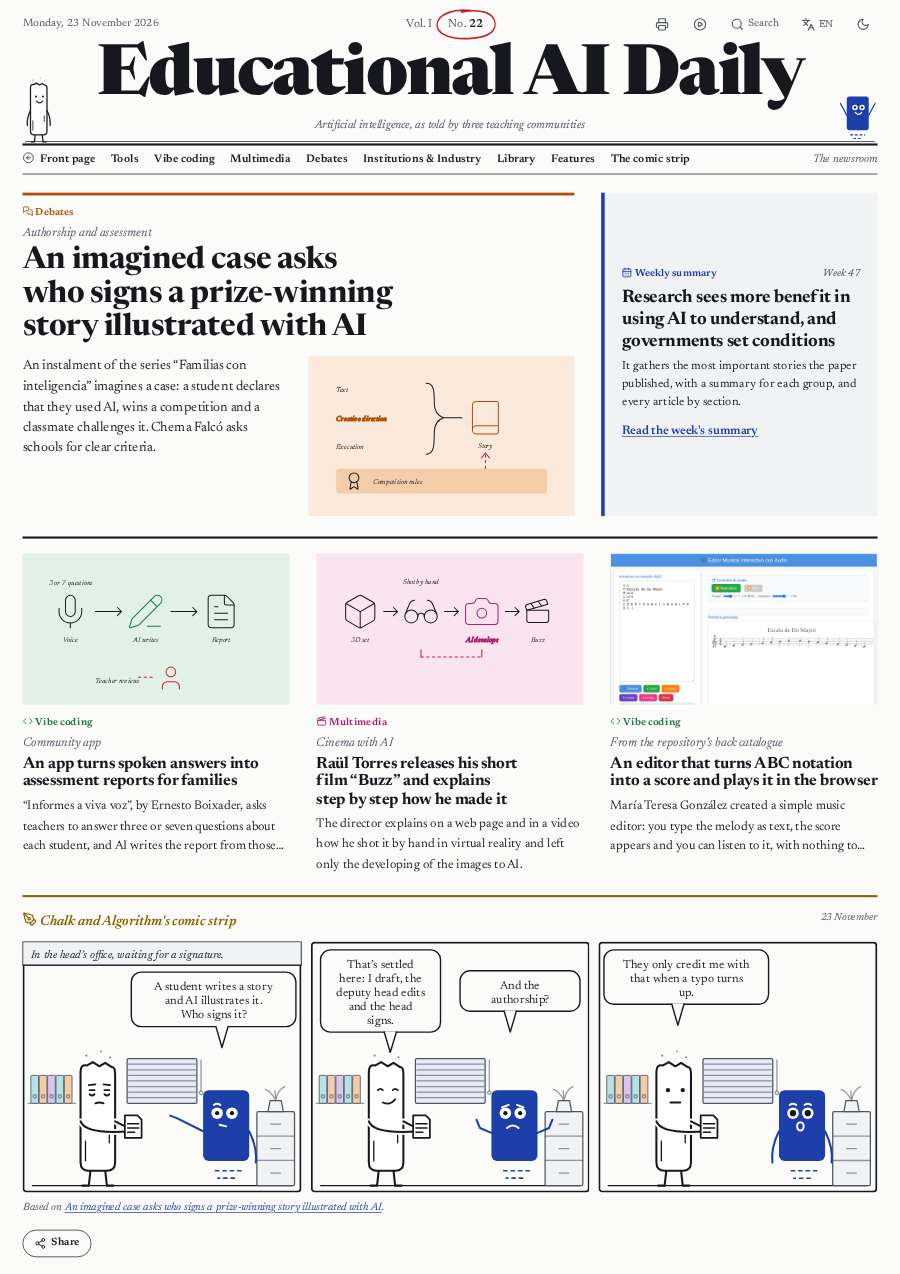 Monday, 23 November 2026
Vol. I No. 22
Search
EN
Educational AI Daily
Artificial intelligence, as told by three teaching communities
Front page Tools Vibe coding Multimedia Debates Institutions & Industry Library Features The comic strip The newsroom
Debates
Authorship and assessment
An imagined case asks
who signs a prize-winning
story illustrated with AI
An instalment of the series “Familias con
inteligencia” imagines a case: a student declares
that they used AI, wins a competition and a
classmate challenges it. Chema Falcó asks
schools for clear criteria.
Text
Creative direction
Execution
Story
Competition rules
Weekly summary Week 47
Research sees more benefit in
using AI to understand, and
governments set conditions
It gathers the most important stories the paper
published, with a summary for each group, and
every article by section.
Read the week's summary
3 or 7 questions
Voice AI writes Report
Teacher reviews
Vibe coding
Community app
An app turns spoken answers into
assessment reports for families
“Informes a viva voz”, by Ernesto Boixader, asks
teachers to answer three or seven questions about
each student, and AI writes the report from those...
Shot by hand
3D set AI develops Buzz
Multimedia
Cinema with AI
Raül Torres releases his short
film “Buzz” and explains
step by step how he made it
The director explains on a web page and in a video
how he shot it by hand in virtual reality and left
only the developing of the images to AI.
Editor Musical Interactivo con Audio
Escala de Do Mayor
Vibe coding
From the repository's back catalogue
An editor that turns ABC notation
into a score and plays it in the browser
María Teresa González created a simple music
editor: you type the melody as text, the score
appears and you can listen to it, with nothing to...
Chalk and Algorithm's comic strip
23 November
In the head's office, waiting for a signature.
A student writes a story
and AI illustrates it.
Who signs it?
That's settled
here: I draft, the
deputy head edits
and the head
signs.
And the
authorship?
They only credit me with
that when a typo turns
up.
Based on An imagined case asks who signs a prize-winning story illustrated with AI.
Share